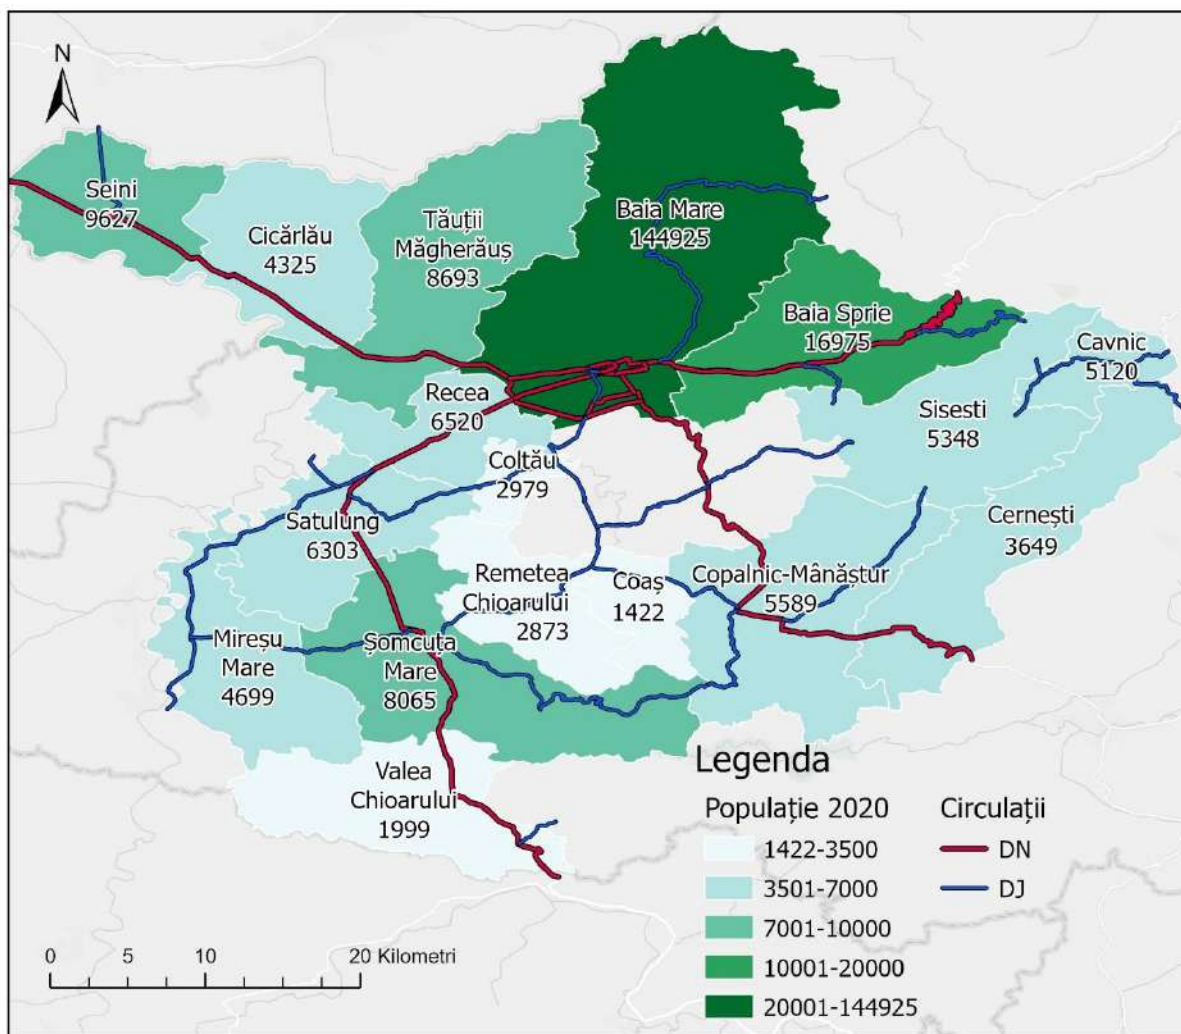 N
Seini
9627
Cicărlău
4325
Tăuții
Măgherăuș
8693
Baia Mare
144925
Baia Sprie
16975
Cavnic
5120
Recea
6520
Sisesti
5348
Coltău
2979
Satulung
6303
Cernești
3649
Remetea
Chioarului
2873
Coaș
1422
Copalnic-Mânăștur
5589
Mireșu
Mare
4699
Șomcuța
Mare
8065
Valea
Chioarului
1999
Legenda
Populație 2020
1422-3500
3501-7000
7001-10000
10001-20000
20001-144925
Circulații
DN
DJ
0 5 10 20 Kilometri